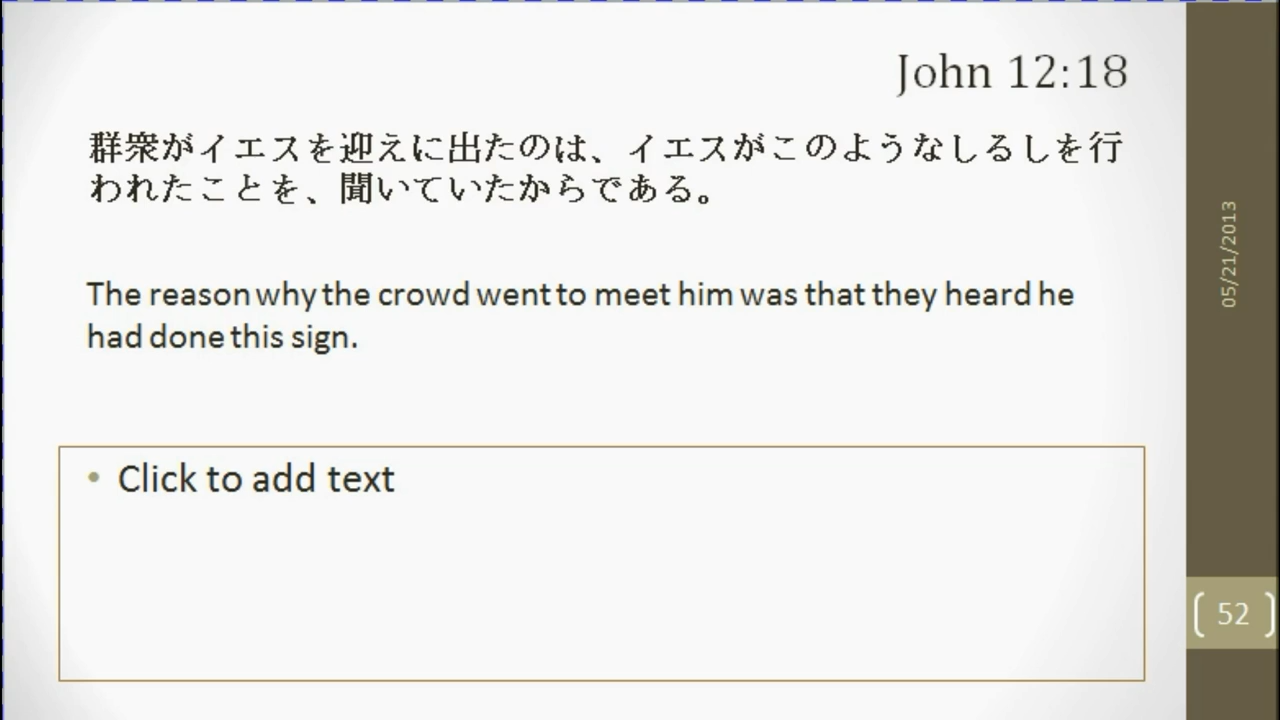 John 12:18
群衆がイエスを迎えに出たのは、イエスがこのようなしるしを行
われたことを、聞いていたからである。
The reason why the crowd went to meet him was that they heard he
had done this sign.
• Click to add text
05/21/2013
52